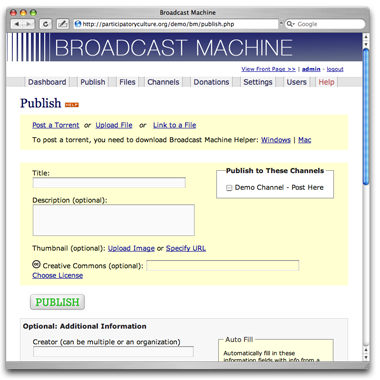 Broadcast Machine
http://participatoryculture.org/demo/bm/publish.php
Google
BROADCAST MACHINE
View Front Page >> | admin - logout
Dashboard Publish Files Channels Donations Settings Users Help
Publish HELP
Post a Torrent or Upload File or Link to a File
To post a torrent, you need to download Broadcast Machine Helper: Windows | Mac
Title:
Publish to These Channels
Demo Channel - Post Here
Description (optional):
Thumbnail (optional): Upload Image or Specify URL
cc Creative Commons (optional):
Choose License
PUBLISH
Optional: Additional Information
Creator (can be multiple or an organization)
Auto Fill
Automatically fill in these
information fields with info from a